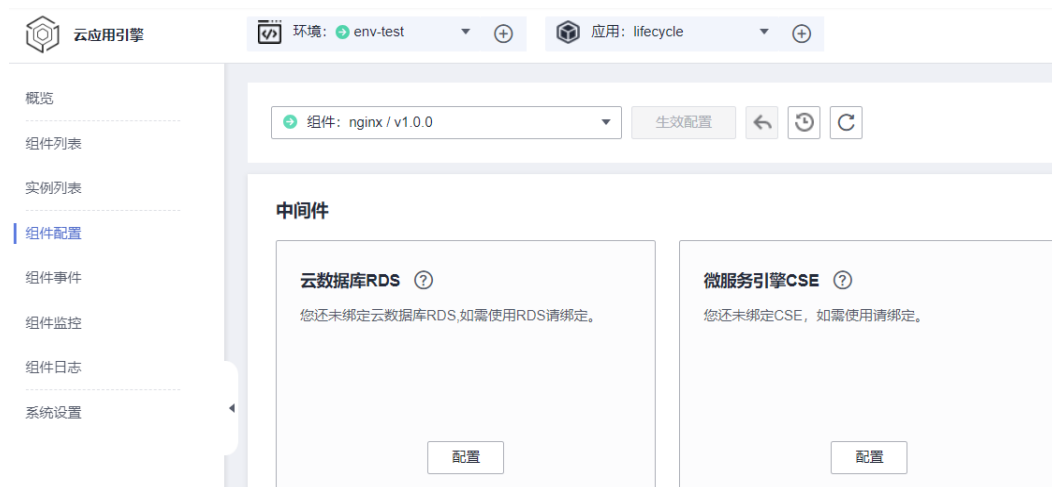 云应用引擎
环境：env-test
应用：lifecycle
概览
组件列表
实例列表
组件配置
组件事件
组件监控
组件日志
系统设置
组件：nginx / v1.0.0
生效配置
中间件
云数据库RDS ?
您还未绑定云数据库RDS,如需使用RDS请绑定。
配置
微服务引擎CSE ?
您还未绑定CSE，如需使用请绑定。
配置